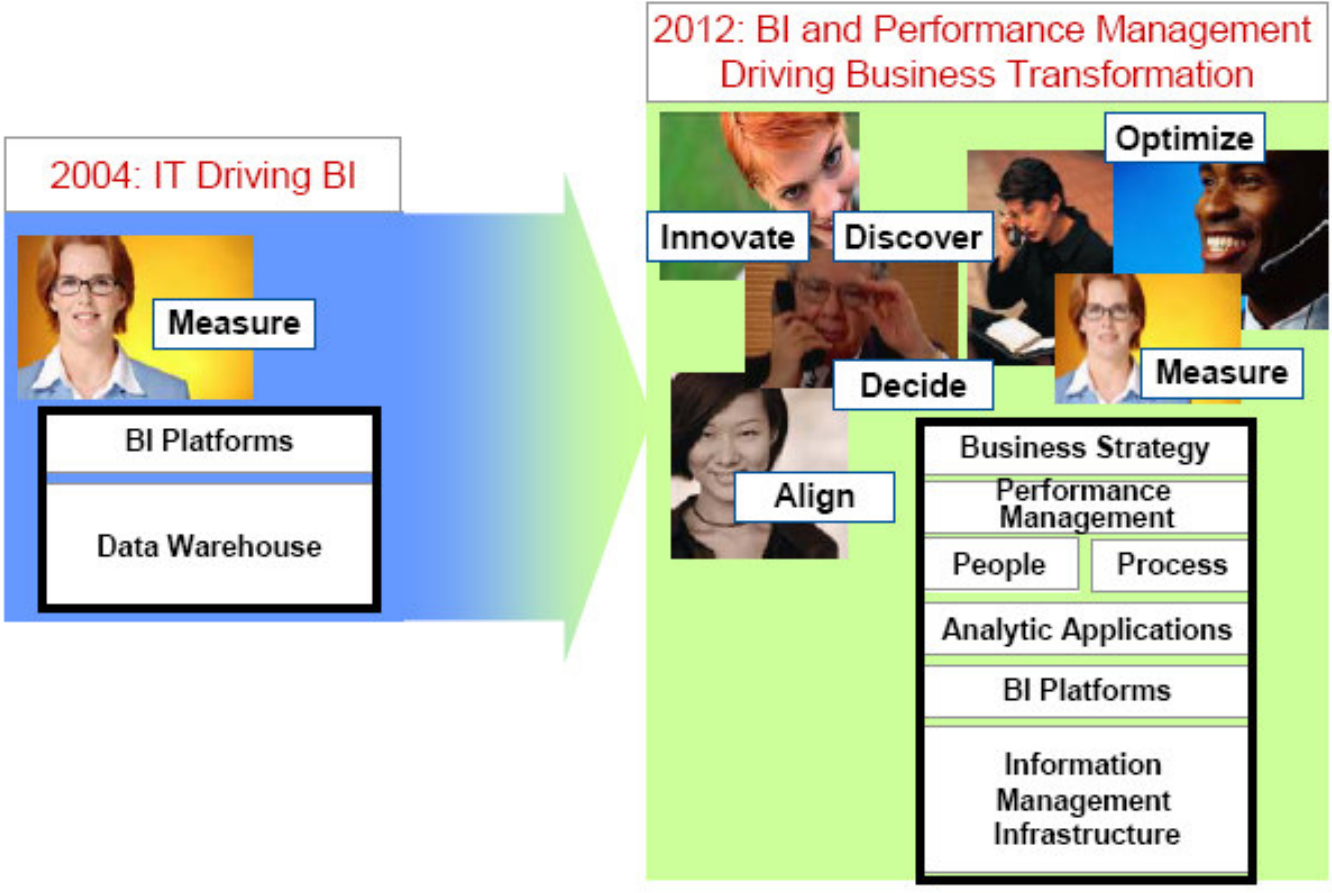 2004: IT Driving BI
Measure
BI Platforms
Data Warehouse
2012: BI and Performance Management
Driving Business Transformation
Optimize
Innovate
Discover
Decide
Measure
Align
Business Strategy
Performance
Management
People
Process
Analytic Applications
BI Platforms
Information
Management
Infrastructure